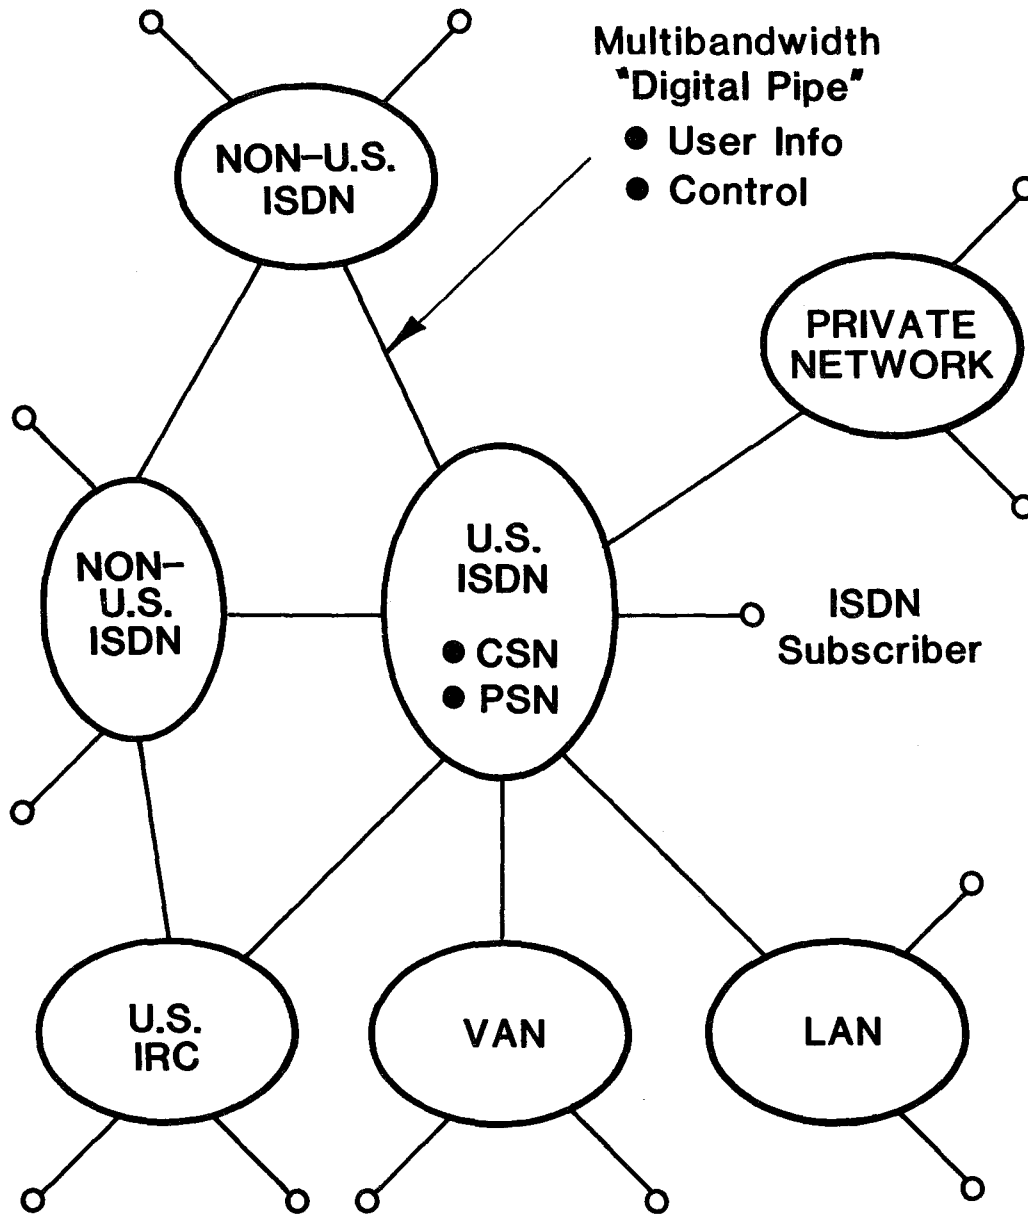 Multibandwidth
"Digital Pipe"
● User Info
● Control
NON-U.S.
ISDN
PRIVATE
NETWORK
U.S.
ISDN
● CSN
● PSN
NON-
U.S.
ISDN
ISDN
Subscriber
U.S.
IRC
VAN
LAN